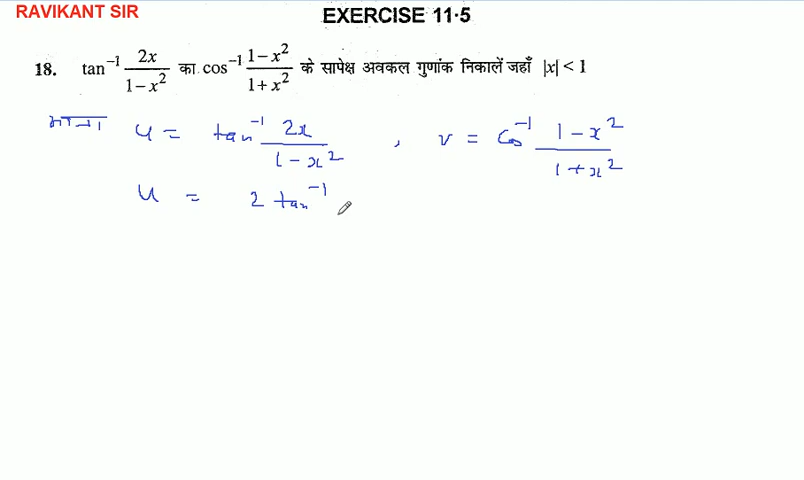 RAVIKANT SIR
EXERCISE 11·5
18. tan⁻¹ 2x/(1−x²) का cos⁻¹ (1−x²)/(1+x²) के सापेक्ष अवकल गुणांक निकालें जहाँ |x| < 1
माना u = tan⁻¹ 2x/(1−x²) , v = cos⁻¹ (1−x²)/(1+x²)
u = 2 tan⁻¹